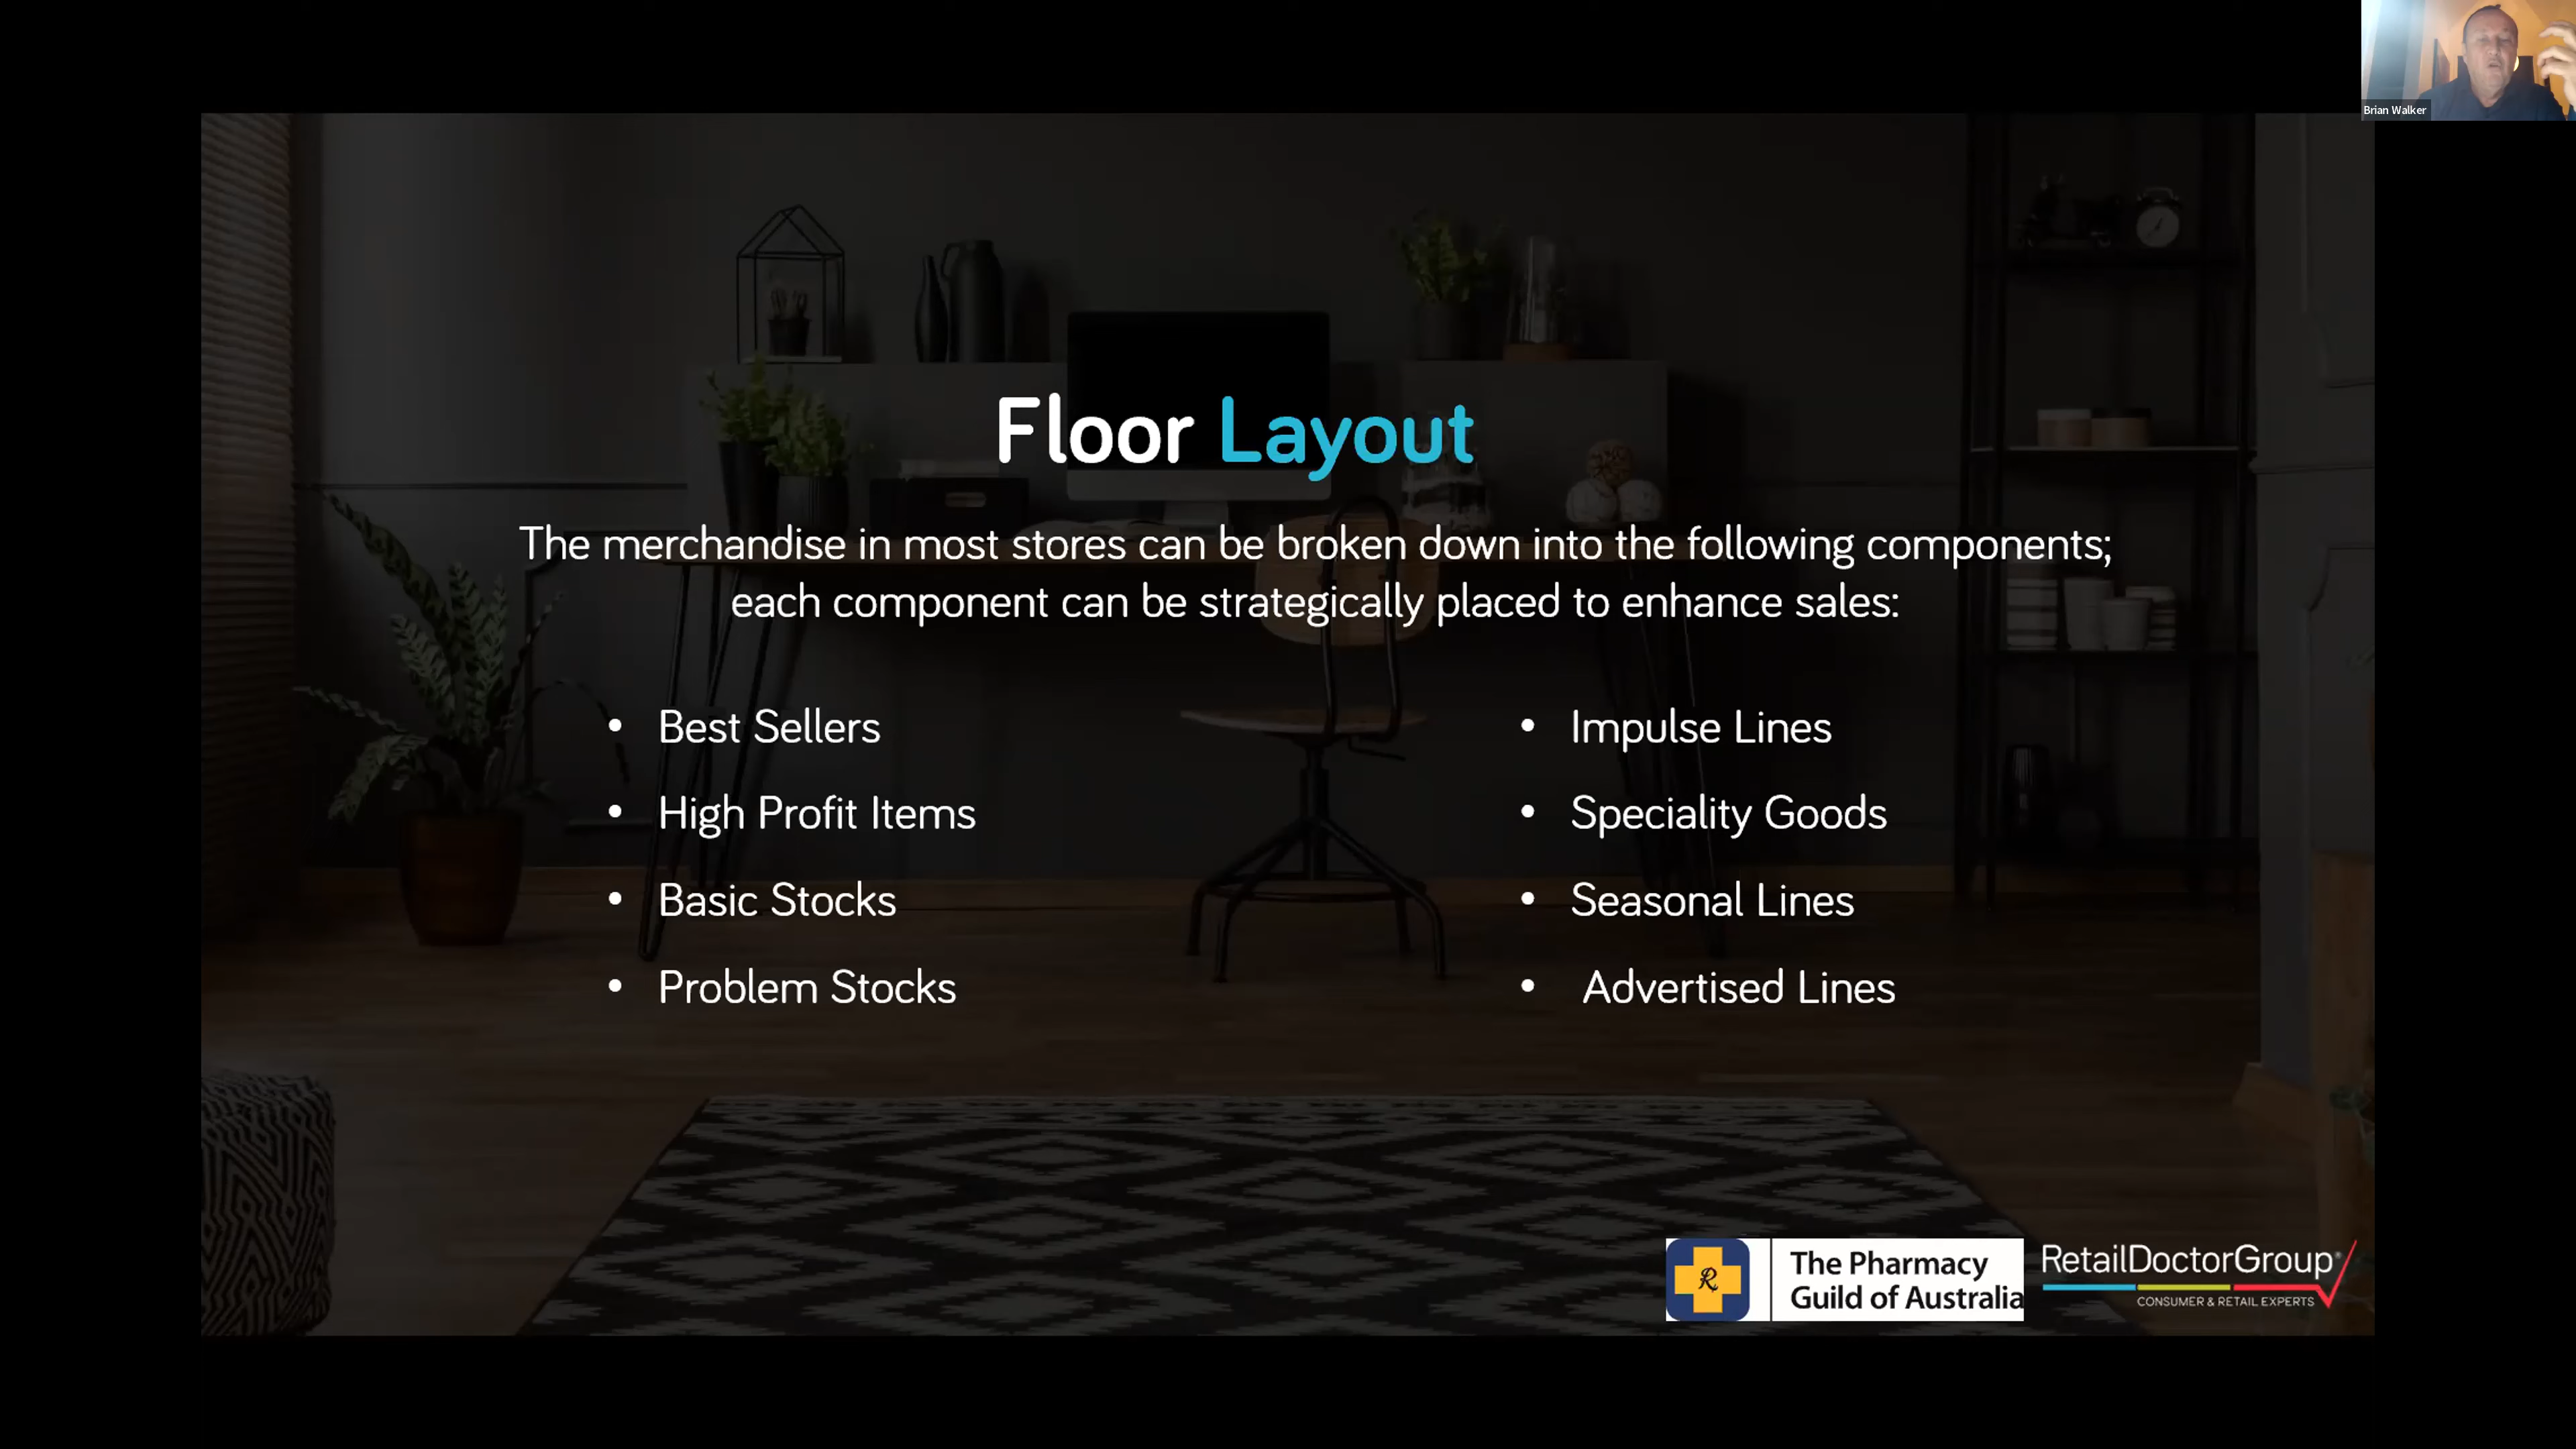 Brian Walker
Floor Layout
The merchandise in most stores can be broken down into the following components;
each component can be strategically placed to enhance sales:
• Best Sellers
• High Profit Items
• Basic Stocks
• Problem Stocks
• Impulse Lines
• Speciality Goods
• Seasonal Lines
• Advertised Lines
The Pharmacy
Guild of Australia
RetailDoctorGroup
CONSUMER & RETAIL EXPERTS